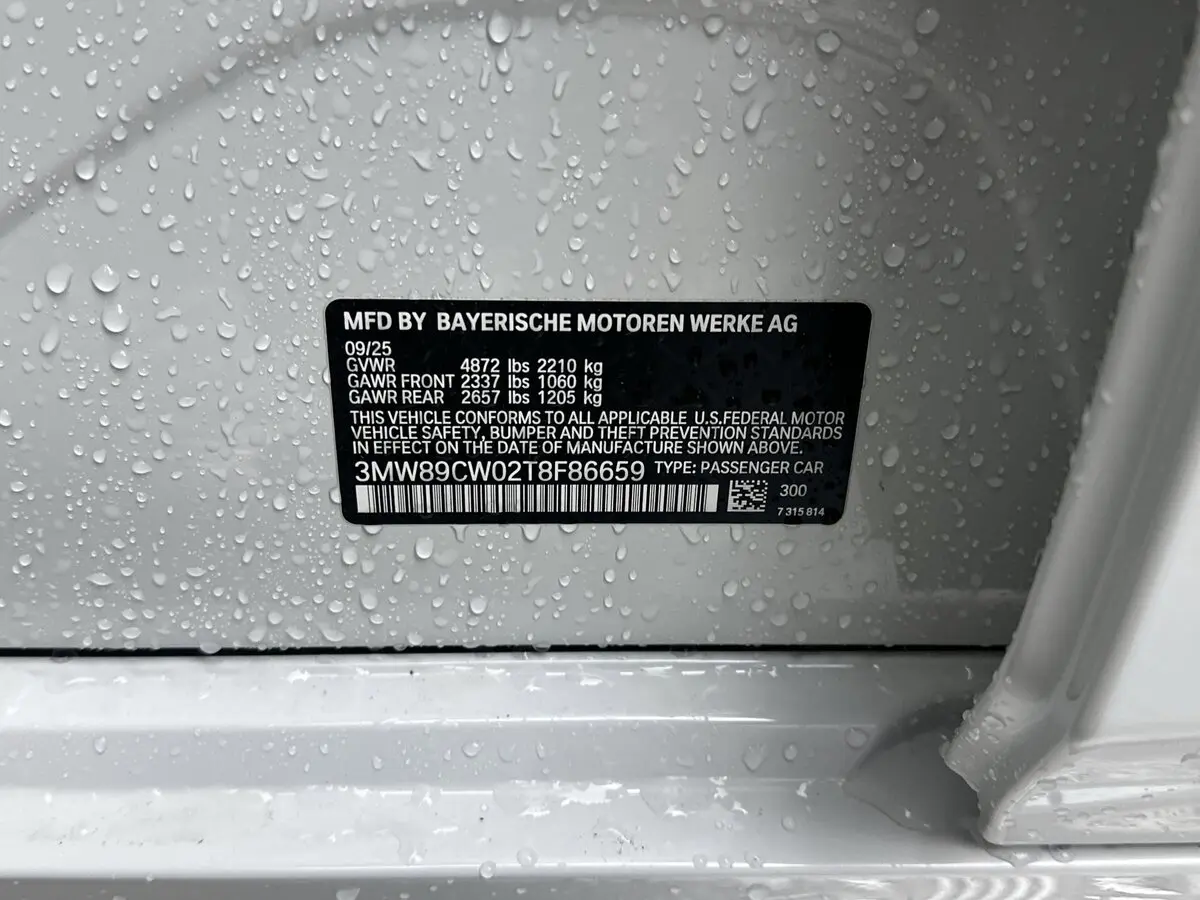 MFD BY BAYERISCHE MOTOREN WERKE AG
09/25
GVWR 4872 lbs 2210 kg
GAWR FRONT 2337 lbs 1060 kg
GAWR REAR 2657 lbs 1205 kg
THIS VEHICLE CONFORMS TO ALL APPLICABLE U.S.FEDERAL MOTOR
VEHICLE SAFETY, BUMPER AND THEFT PREVENTION STANDARDS
IN EFFECT ON THE DATE OF MANUFACTURE SHOWN ABOVE.
3MW89CW02T8F86659 TYPE: PASSENGER CAR
300
7 315 814